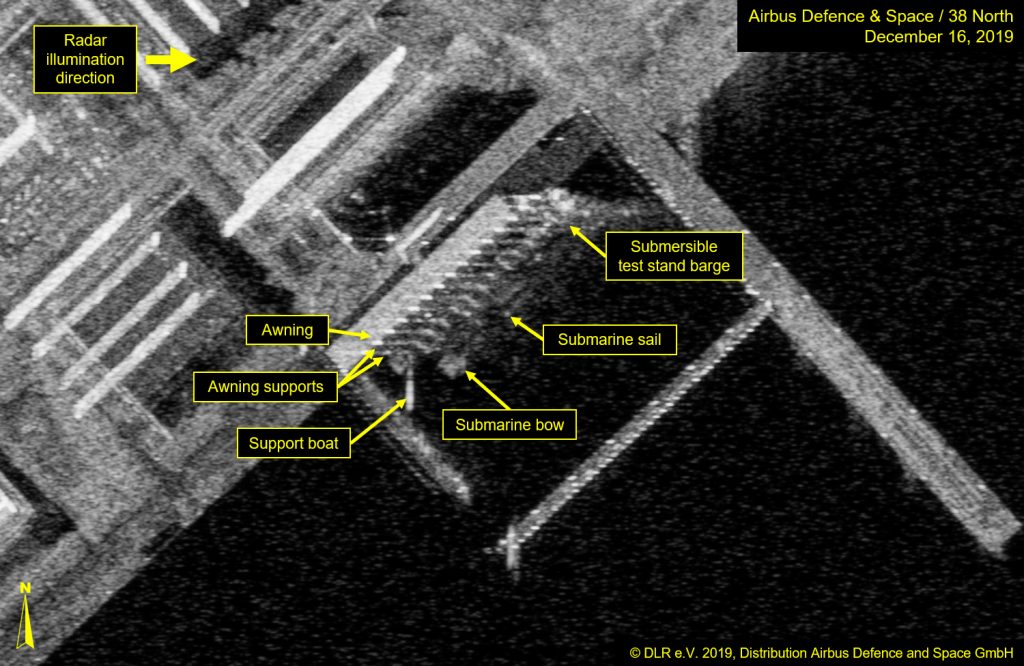 Airbus Defence & Space / 38 North
December 16, 2019
Radar
illumination
direction
Submersible
test stand barge
Awning
Submarine sail
Awning supports
Submarine bow
Support boat
N
© DLR e.V. 2019, Distribution Airbus Defence and Space GmbH